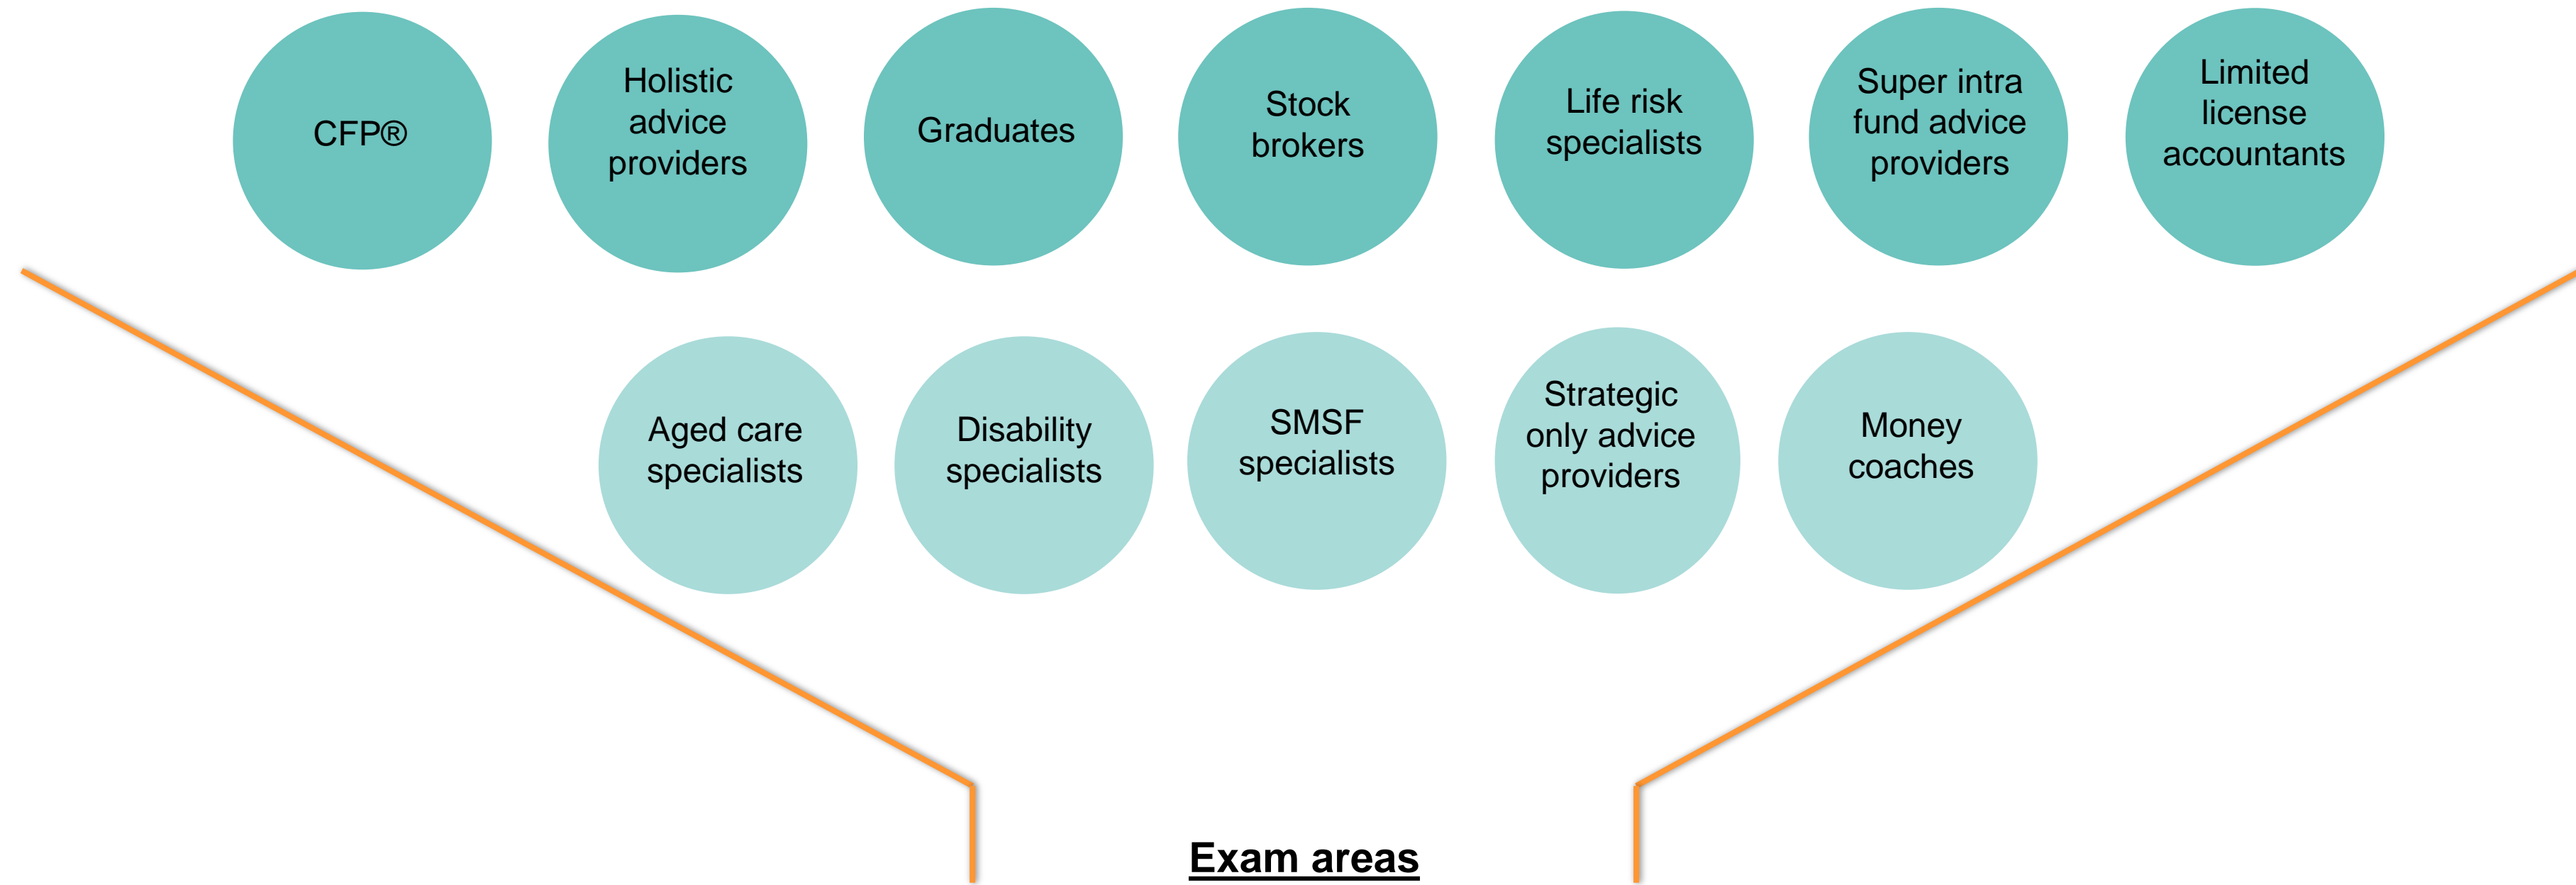 CFP®
Holistic
advice
providers
Graduates
Stock
brokers
Life risk
specialists
Super intra
fund advice
providers
Limited
license
accountants
Aged care
specialists
Disability
specialists
SMSF
specialists
Strategic
only advice
providers
Money
coaches
Exam areas